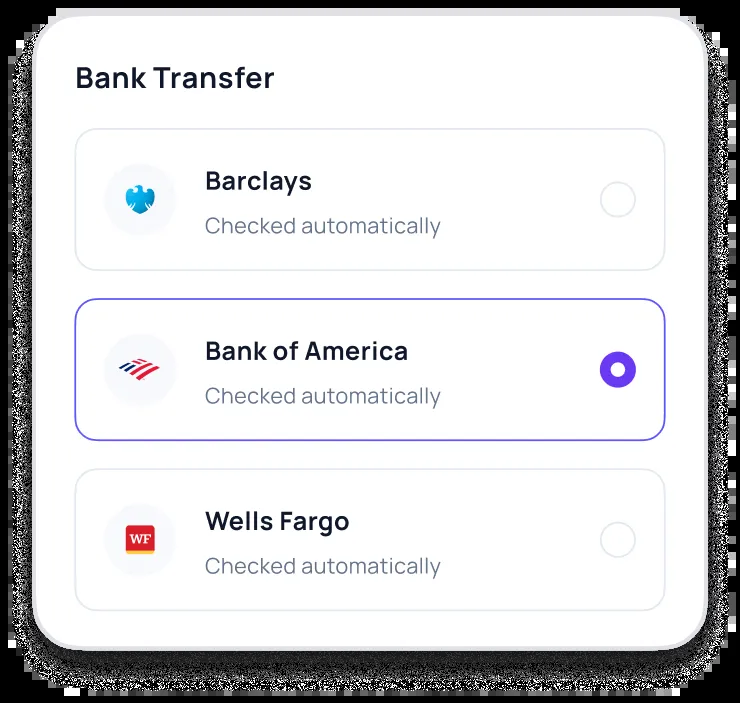 Bank Transfer
Barclays
Checked automatically
Bank of America
Checked automatically
WF
Wells Fargo
Checked automatically